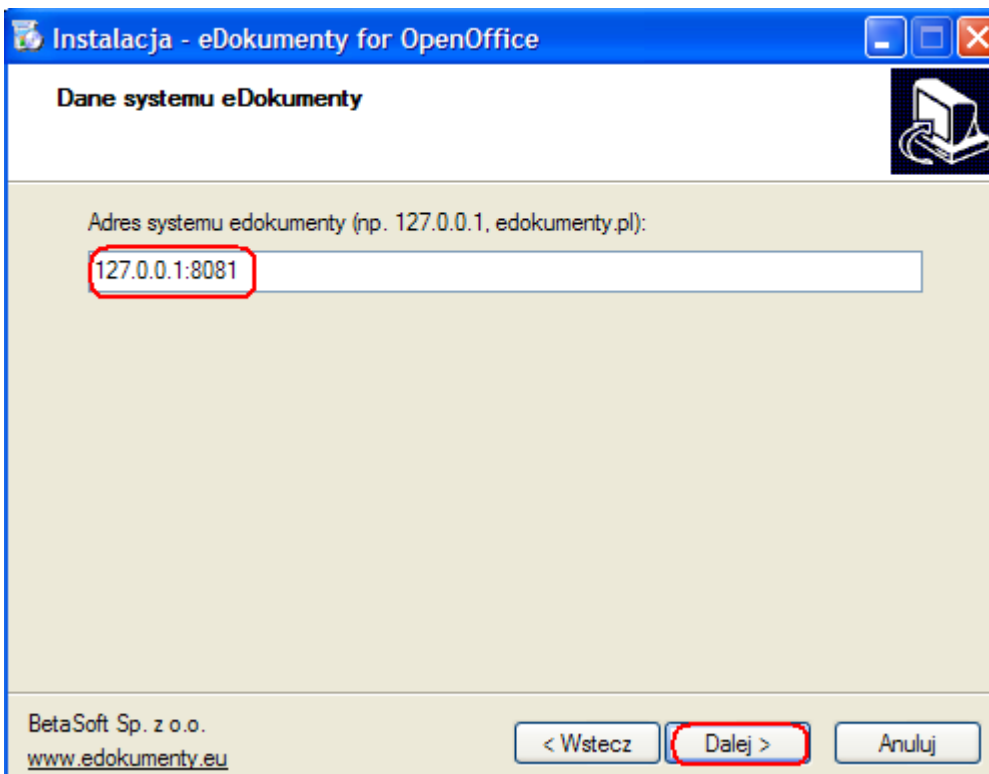 Instalacja - eDokumenty for OpenOffice
Dane systemu eDokumenty
Adres systemu edokumenty (np. 127.0.0.1, edokumenty.pl):
127.0.0.1:8081
BetaSoft Sp. z o.o.
www.edokumenty.eu
< Wstecz
Dalej >
Anuluj